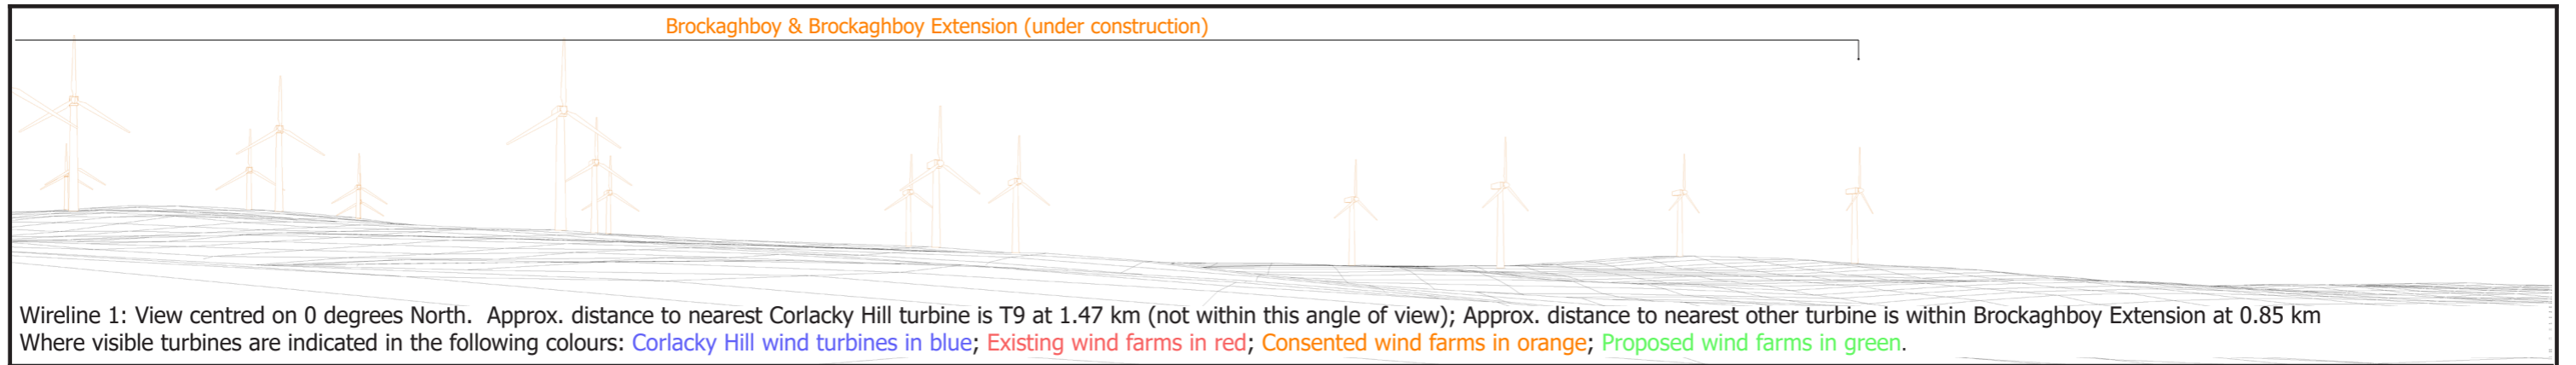 Brockaghboy & Brockaghboy Extension (under construction)
Wireline 1: View centred on 0 degrees North. Approx. distance to nearest Corlacky Hill turbine is T9 at 1.47 km (not within this angle of view); Approx. distance to nearest other turbine is within Brockaghboy Extension at 0.85 km
Where visible turbines are indicated in the following colours: Corlacky Hill wind turbines in blue; Existing wind farms in red; Consented wind farms in orange; Proposed wind farms in green.